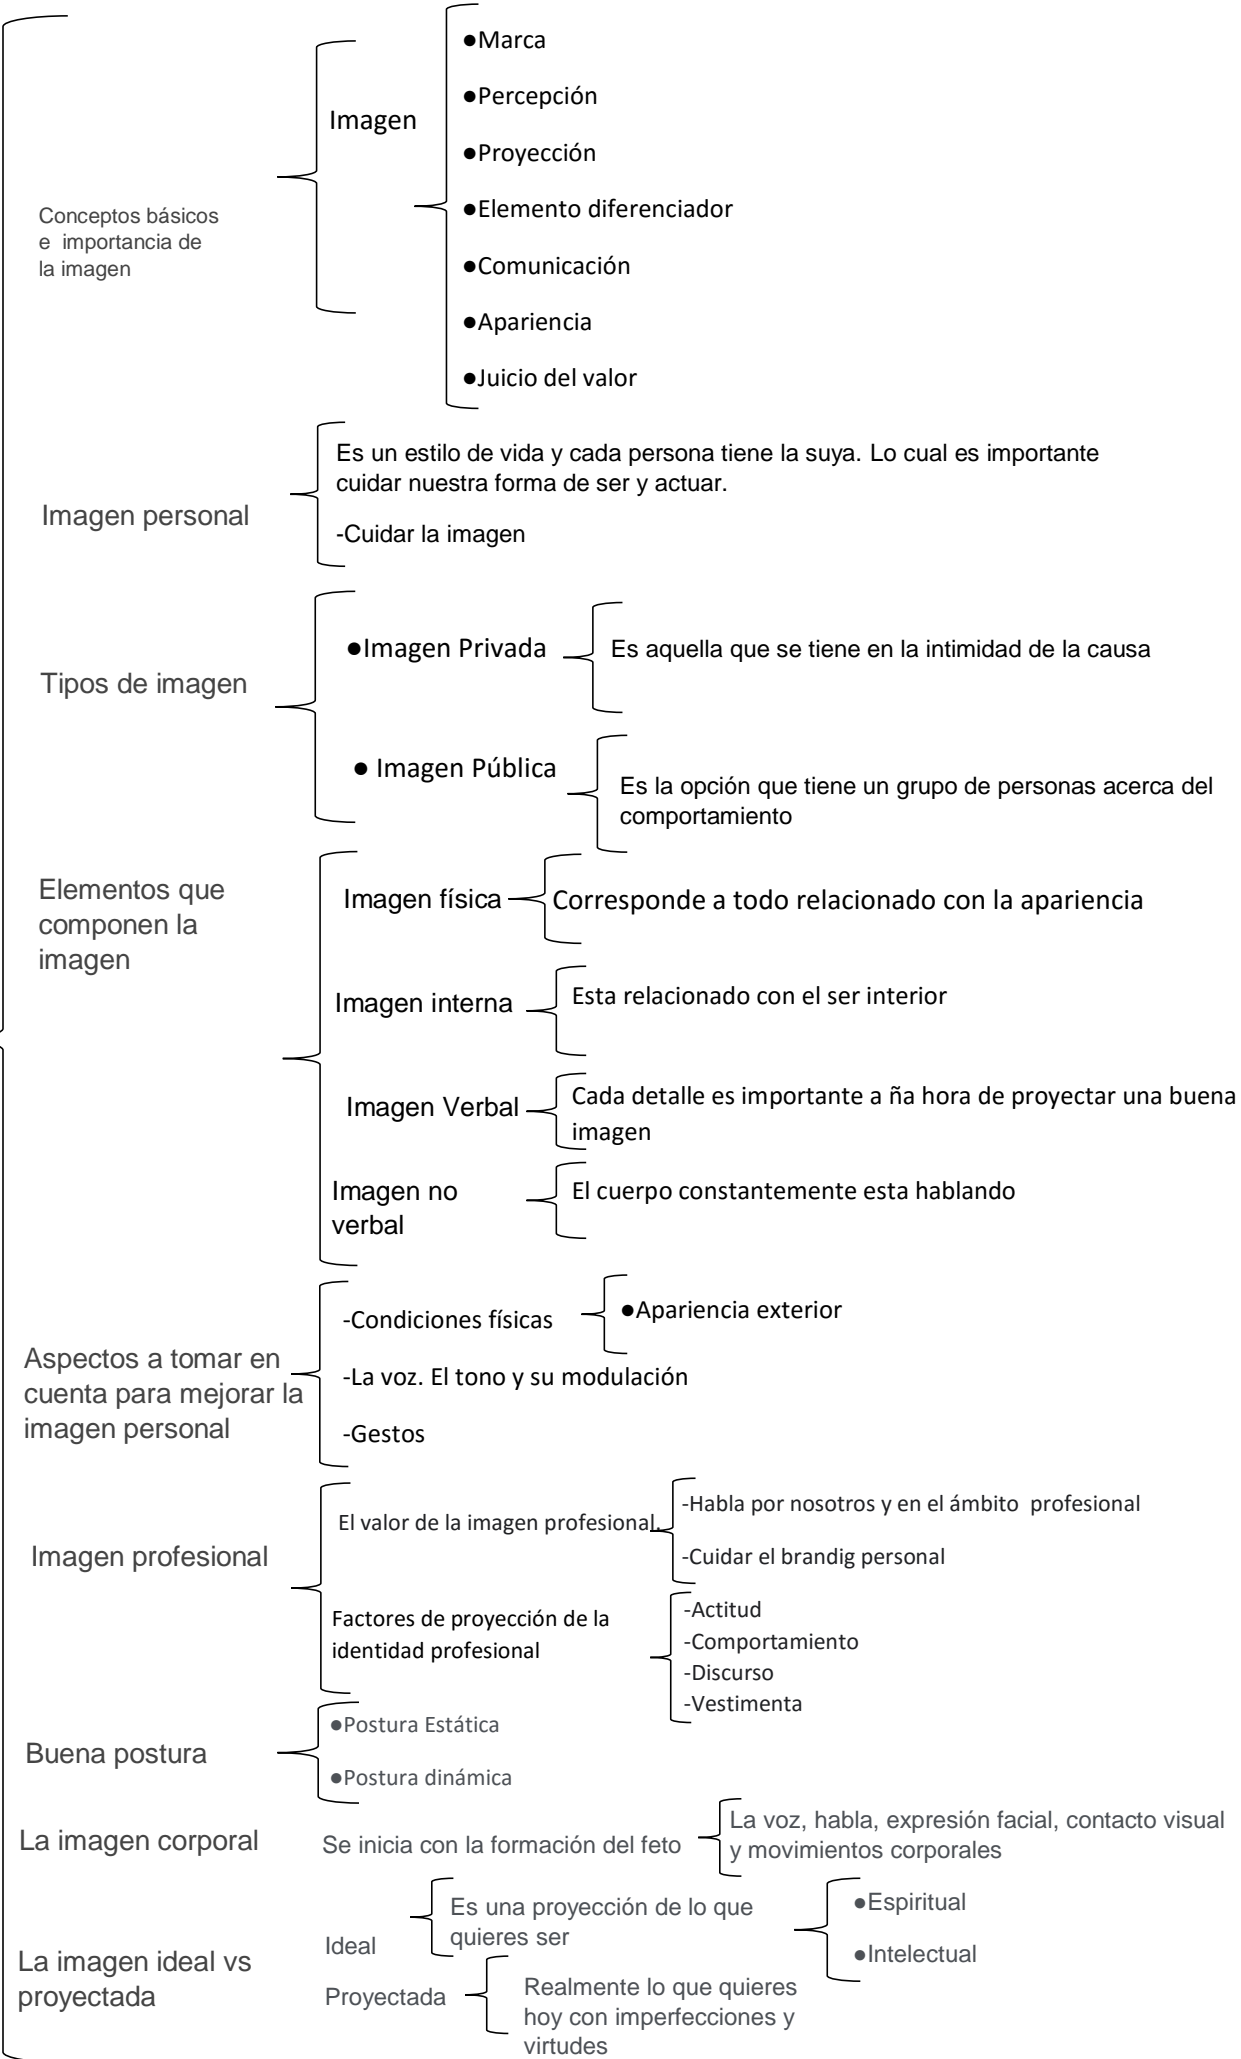 Conceptos básicos
e importancia de
la imagen
Imagen
●Marca
●Percepción
●Proyección
●Elemento diferenciador
●Comunicación
●Apariencia
●Juicio del valor
Imagen personal
Es un estilo de vida y cada persona tiene la suya. Lo cual es importante
cuidar nuestra forma de ser y actuar.
-Cuidar la imagen
Tipos de imagen
●Imagen Privada
Es aquella que se tiene en la intimidad de la causa
● Imagen Pública
Es la opción que tiene un grupo de personas acerca del
comportamiento
Elementos que
componen la
imagen
Imagen física
Corresponde a todo relacionado con la apariencia
Imagen interna
Esta relacionado con el ser interior
Imagen Verbal
Cada detalle es importante a ña hora de proyectar una buena
imagen
Imagen no
verbal
El cuerpo constantemente esta hablando
Aspectos a tomar en
cuenta para mejorar la
imagen personal
-Condiciones físicas
●Apariencia exterior
-La voz. El tono y su modulación
-Gestos
Imagen profesional
El valor de la imagen profesional.
-Habla por nosotros y en el ámbito profesional
-Cuidar el brandig personal
Factores de proyección de la
identidad profesional
-Actitud
-Comportamiento
-Discurso
-Vestimenta
Buena postura
●Postura Estática
●Postura dinámica
La imagen corporal
Se inicia con la formación del feto
La voz, habla, expresión facial, contacto visual
y movimientos corporales
La imagen ideal vs
proyectada
Ideal
Es una proyección de lo que
quieres ser
●Espiritual
●Intelectual
Proyectada
Realmente lo que quieres
hoy con imperfecciones y
virtudes